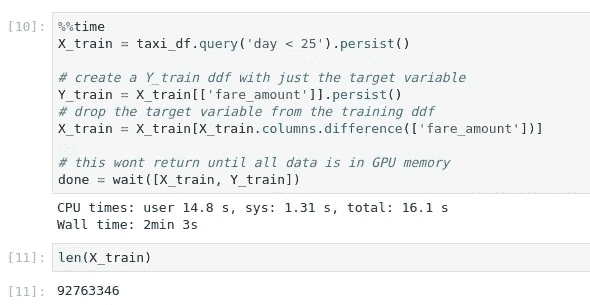 [10]: %%time
X_train = taxi_df.query('day < 25').persist()
# create a Y_train ddf with just the target variable
Y_train = X_train[['fare_amount']].persist()
# drop the target variable from the training ddf
X_train = X_train[X_train.columns.difference(['fare_amount'])]
# this wont return until all data is in GPU memory
done = wait([X_train, Y_train])
CPU times: user 14.8 s, sys: 1.31 s, total: 16.1 s
Wall time: 2min 3s
[11]: len(X_train)
[11]: 92763346